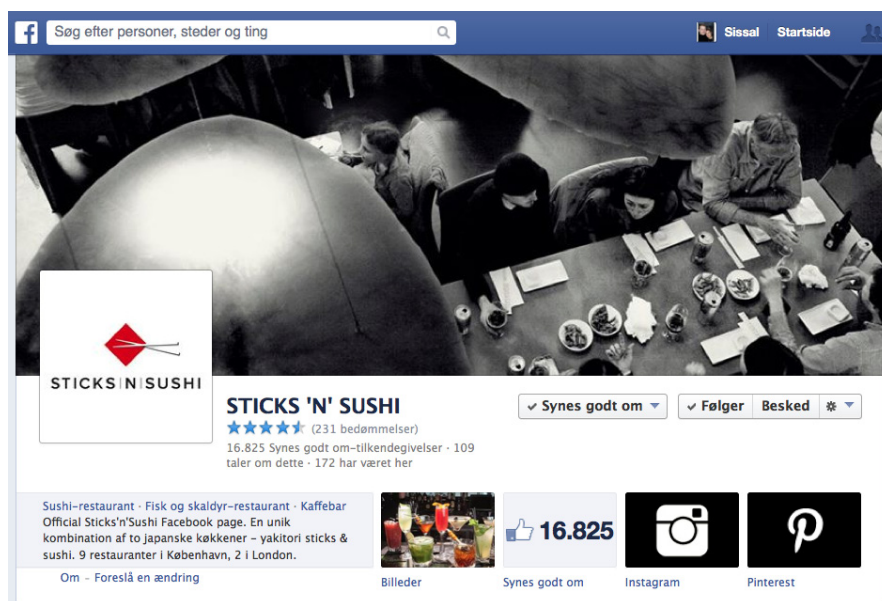 Søg efter personer, steder og ting
Sissal
Startside
STICKS|N|SUSHI
STICKS 'N' SUSHI
(231 bedømmelser)
16.825 Synes godt om-tilkendegivelser · 109
taler om dette · 172 har været her
Synes godt om
Følger
Besked
Sushi-restaurant · Fisk og skaldyr-restaurant · Kaffebar
Official Sticks'n'Sushi Facebook page. En unik
kombination af to japanske køkkener - yakitori sticks &
sushi. 9 restauranter i København, 2 i London.
Om - Foreslå en ændring
16.825
Billeder
Synes godt om
Instagram
Pinterest